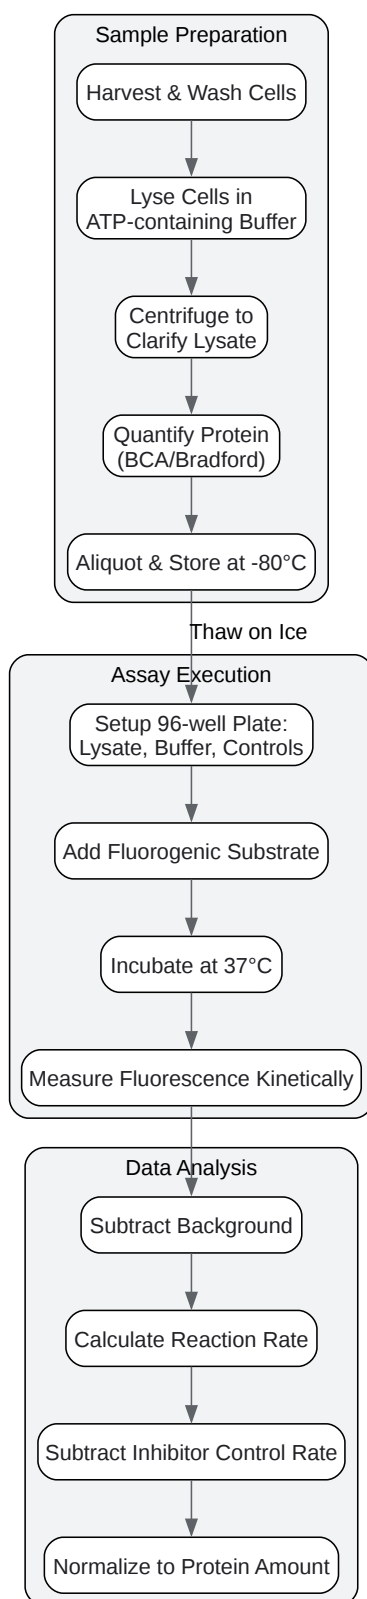 Sample Preparation
Harvest & Wash Cells
Lyse Cells in
ATP-containing Buffer
Centrifuge to
Clarify Lysate
Quantify Protein
(BCA/Bradford)
Aliquot & Store at -80°C
Thaw on Ice
Assay Execution
Setup 96-well Plate:
Lysate, Buffer, Controls
Add Fluorogenic Substrate
Incubate at 37°C
Measure Fluorescence Kinetically
Data Analysis
Subtract Background
Calculate Reaction Rate
Subtract Inhibitor Control Rate
Normalize to Protein Amount